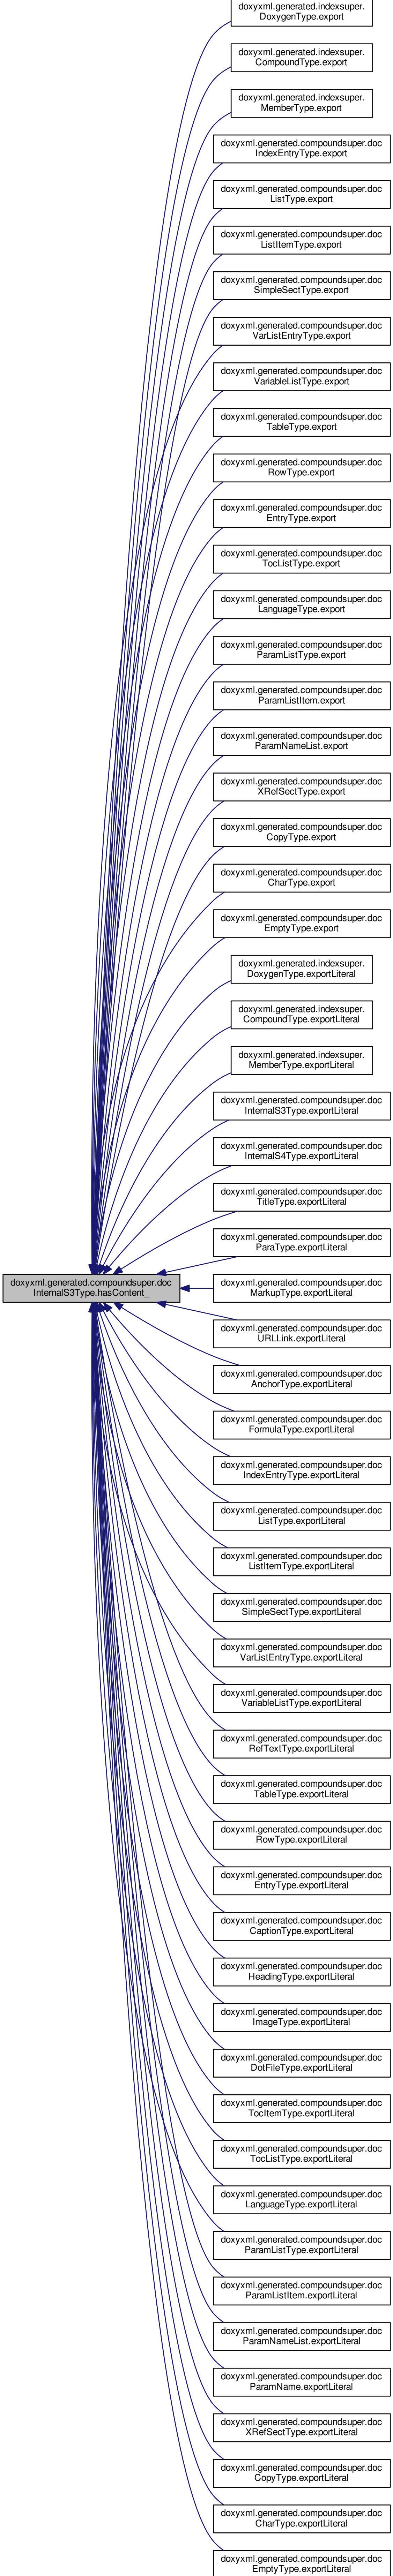 doxyxml.generated.indexsuper.
DoxygenType.export
doxyxml.generated.indexsuper.
CompoundType.export
doxyxml.generated.indexsuper.
MemberType.export
doxyxml.generated.compoundsuper.doc
IndexEntryType.export
doxyxml.generated.compoundsuper.doc
ListType.export
doxyxml.generated.compoundsuper.doc
ListItemType.export
doxyxml.generated.compoundsuper.doc
SimpleSectType.export
doxyxml.generated.compoundsuper.doc
VarListEntryType.export
doxyxml.generated.compoundsuper.doc
VariableListType.export
doxyxml.generated.compoundsuper.doc
TableType.export
doxyxml.generated.compoundsuper.doc
RowType.export
doxyxml.generated.compoundsuper.doc
EntryType.export
doxyxml.generated.compoundsuper.doc
TocListType.export
doxyxml.generated.compoundsuper.doc
LanguageType.export
doxyxml.generated.compoundsuper.doc
ParamListType.export
doxyxml.generated.compoundsuper.doc
ParamListItem.export
doxyxml.generated.compoundsuper.doc
ParamNameList.export
doxyxml.generated.compoundsuper.doc
XRefSectType.export
doxyxml.generated.compoundsuper.doc
CopyType.export
doxyxml.generated.compoundsuper.doc
CharType.export
doxyxml.generated.compoundsuper.doc
EmptyType.export
doxyxml.generated.indexsuper.
DoxygenType.exportLiteral
doxyxml.generated.indexsuper.
CompoundType.exportLiteral
doxyxml.generated.indexsuper.
MemberType.exportLiteral
doxyxml.generated.compoundsuper.doc
InternalS3Type.exportLiteral
doxyxml.generated.compoundsuper.doc
InternalS4Type.exportLiteral
doxyxml.generated.compoundsuper.doc
TitleType.exportLiteral
doxyxml.generated.compoundsuper.doc
ParaType.exportLiteral
doxyxml.generated.compoundsuper.doc
InternalS3Type.hasContent_
doxyxml.generated.compoundsuper.doc
MarkupType.exportLiteral
doxyxml.generated.compoundsuper.doc
URLLink.exportLiteral
doxyxml.generated.compoundsuper.doc
AnchorType.exportLiteral
doxyxml.generated.compoundsuper.doc
FormulaType.exportLiteral
doxyxml.generated.compoundsuper.doc
IndexEntryType.exportLiteral
doxyxml.generated.compoundsuper.doc
ListType.exportLiteral
doxyxml.generated.compoundsuper.doc
ListItemType.exportLiteral
doxyxml.generated.compoundsuper.doc
SimpleSectType.exportLiteral
doxyxml.generated.compoundsuper.doc
VarListEntryType.exportLiteral
doxyxml.generated.compoundsuper.doc
VariableListType.exportLiteral
doxyxml.generated.compoundsuper.doc
RefTextType.exportLiteral
doxyxml.generated.compoundsuper.doc
TableType.exportLiteral
doxyxml.generated.compoundsuper.doc
RowType.exportLiteral
doxyxml.generated.compoundsuper.doc
EntryType.exportLiteral
doxyxml.generated.compoundsuper.doc
CaptionType.exportLiteral
doxyxml.generated.compoundsuper.doc
HeadingType.exportLiteral
doxyxml.generated.compoundsuper.doc
ImageType.exportLiteral
doxyxml.generated.compoundsuper.doc
DotFileType.exportLiteral
doxyxml.generated.compoundsuper.doc
TocItemType.exportLiteral
doxyxml.generated.compoundsuper.doc
TocListType.exportLiteral
doxyxml.generated.compoundsuper.doc
LanguageType.exportLiteral
doxyxml.generated.compoundsuper.doc
ParamListType.exportLiteral
doxyxml.generated.compoundsuper.doc
ParamListItem.exportLiteral
doxyxml.generated.compoundsuper.doc
ParamNameList.exportLiteral
doxyxml.generated.compoundsuper.doc
ParamName.exportLiteral
doxyxml.generated.compoundsuper.doc
XRefSectType.exportLiteral
doxyxml.generated.compoundsuper.doc
CopyType.exportLiteral
doxyxml.generated.compoundsuper.doc
CharType.exportLiteral
doxyxml.generated.compoundsuper.doc
EmptyType.exportLiteral